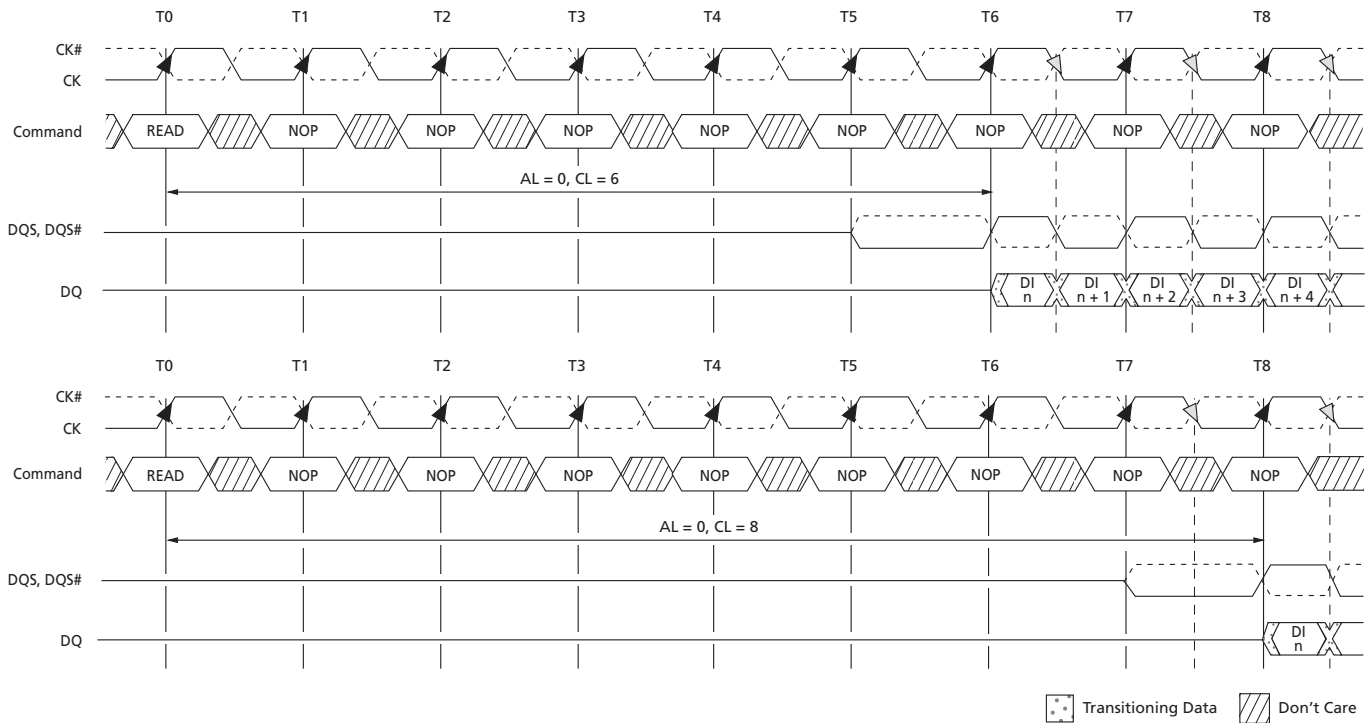 T0 T1 T2 T3 T4 T5 T6 T7 T8
CK#
CK
Command READ NOP NOP NOP NOP NOP NOP NOP NOP
AL = 0, CL = 6
DQS, DQS#
DQ DI n DI n + 1 DI n + 2 DI n + 3 DI n + 4
T0 T1 T2 T3 T4 T5 T6 T7 T8
CK#
CK
Command READ NOP NOP NOP NOP NOP NOP NOP NOP
AL = 0, CL = 8
DQS, DQS#
DQ DI n
Transitioning Data Don't Care